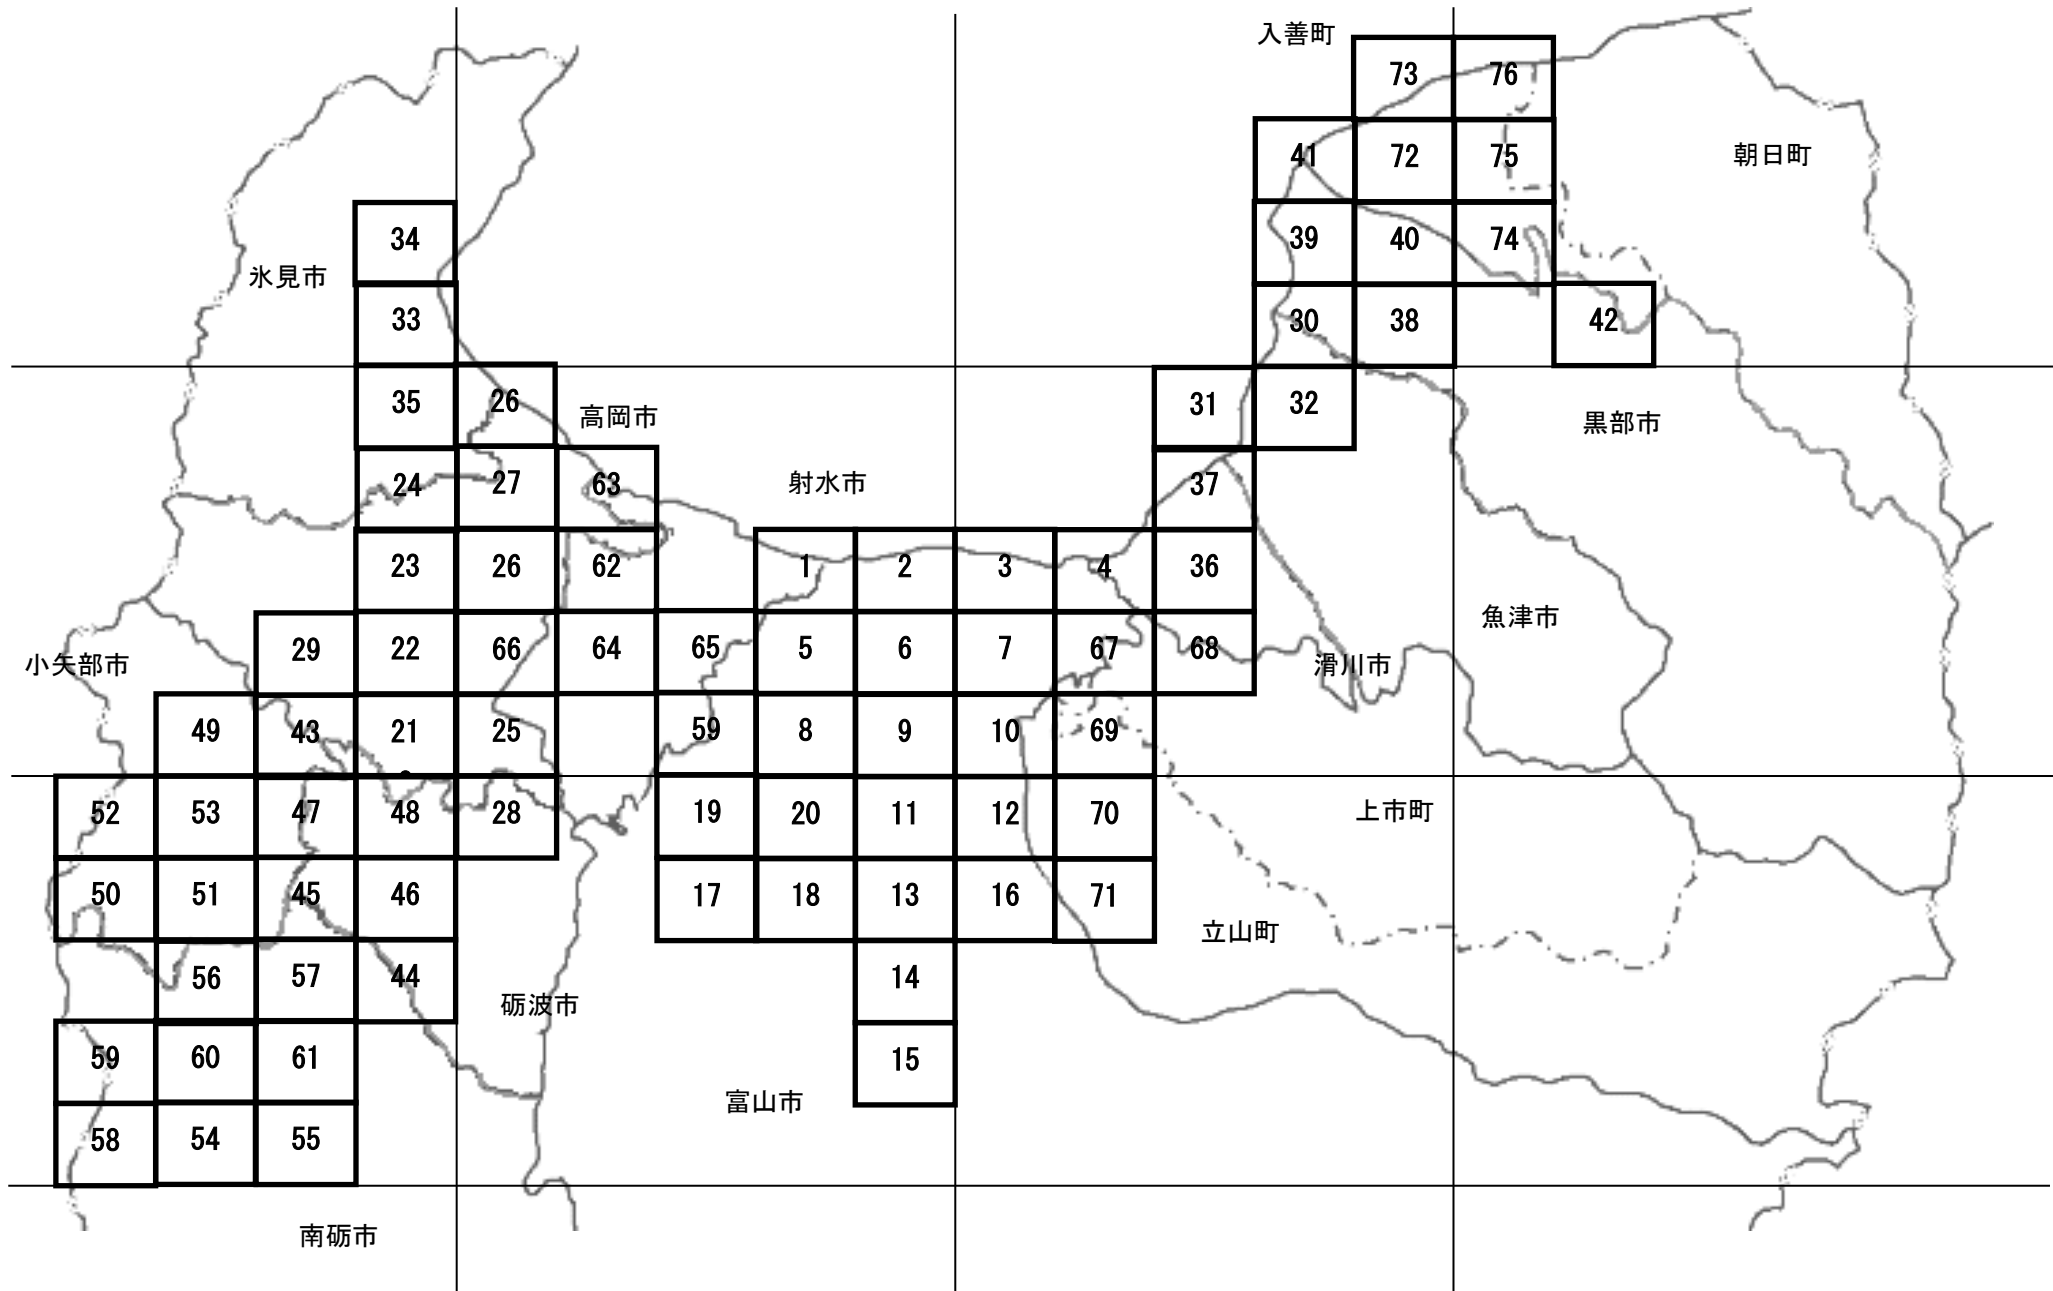 入善町
73 76
41 72 75 朝日町
34 39 40 74
氷見市
33 30 38 42
35 26 高岡市 31 32 黒部市
24 27 63 射水市 37
23 26 62 1 2 3 4 36
魚津市
小矢部市 29 22 66 64 65 5 6 7 67 68 滑川市
49 43 21 25 59 8 9 10 69
52 53 47 48 28 19 20 11 12 70 上市町
50 51 45 46 17 18 13 16 71
立山町
56 57 44 14
砺波市
59 60 61 15
富山市
58 54 55
南砺市